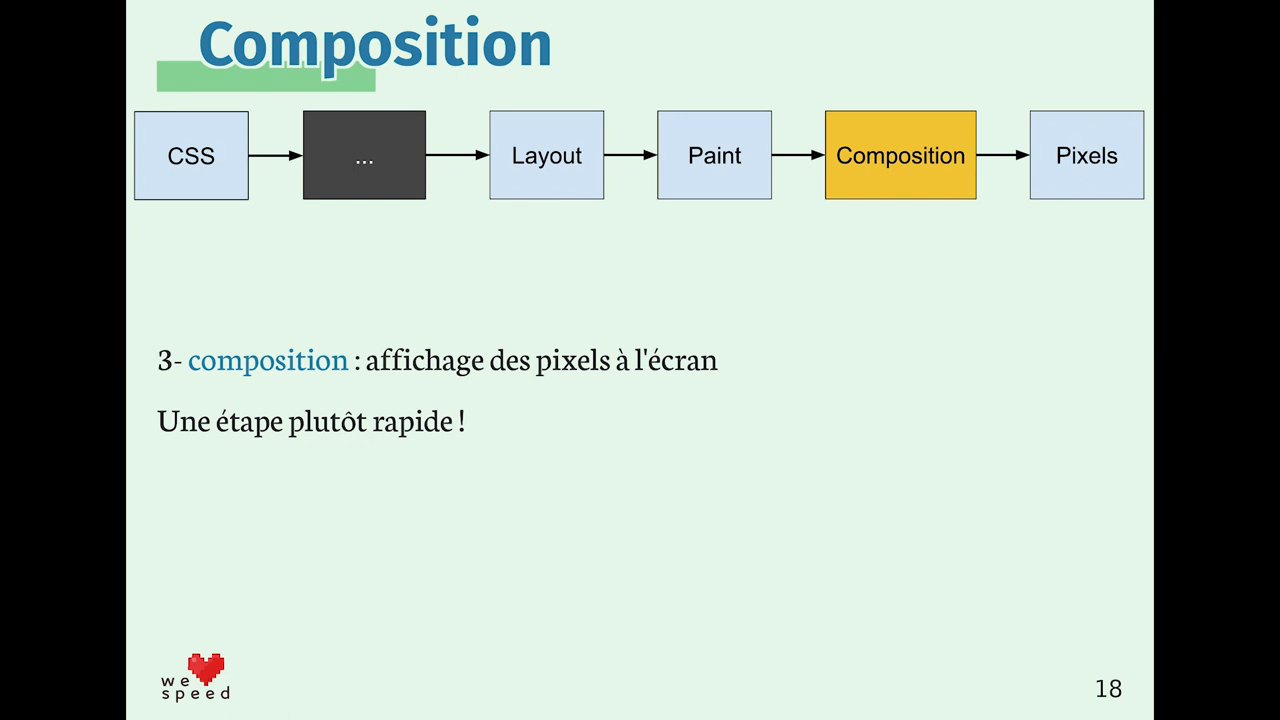 Composition
CSS
...
Layout
Paint
Composition
Pixels
3- composition : affichage des pixels à l'écran
Une étape plutôt rapide !
we
speed
18